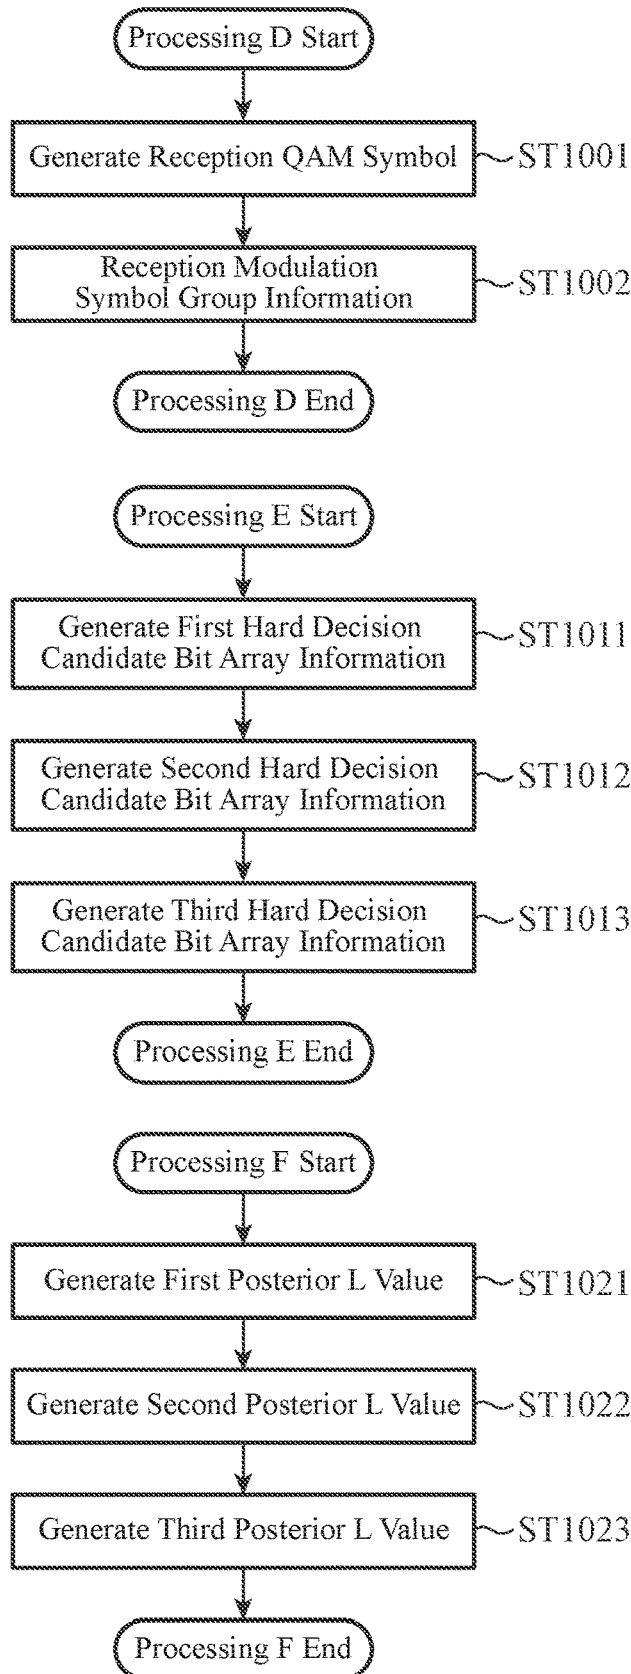 Processing D Start
Generate Reception QAM Symbol
ST1001
Reception Modulation
Symbol Group Information
ST1002
Processing D End
Processing E Start
Generate First Hard Decision
Candidate Bit Array Information
ST1011
Generate Second Hard Decision
Candidate Bit Array Information
ST1012
Generate Third Hard Decision
Candidate Bit Array Information
ST1013
Processing E End
Processing F Start
Generate First Posterior L Value
ST1021
Generate Second Posterior L Value
ST1022
Generate Third Posterior L Value
ST1023
Processing F End